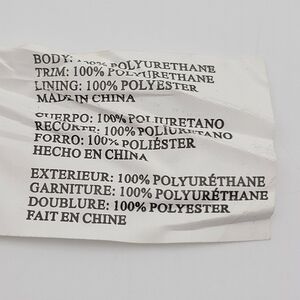 BODY: 100% POLYURETHANE
TRIM: 100% POLYURETHANE
LINING: 100% POLYESTER
MADE IN CHINA
CUERPO: 100% POLIURETANO
RECORTE: 100% POLIURETANO
FORRO: 100% POLIÉSTER
HECHO EN CHINA
EXTERIEUR: 100% POLYURÉTHANE
GARNITURE: 100% POLYURÉTHANE
DOUBLURE: 100% POLYESTER
FAIT EN CHINE